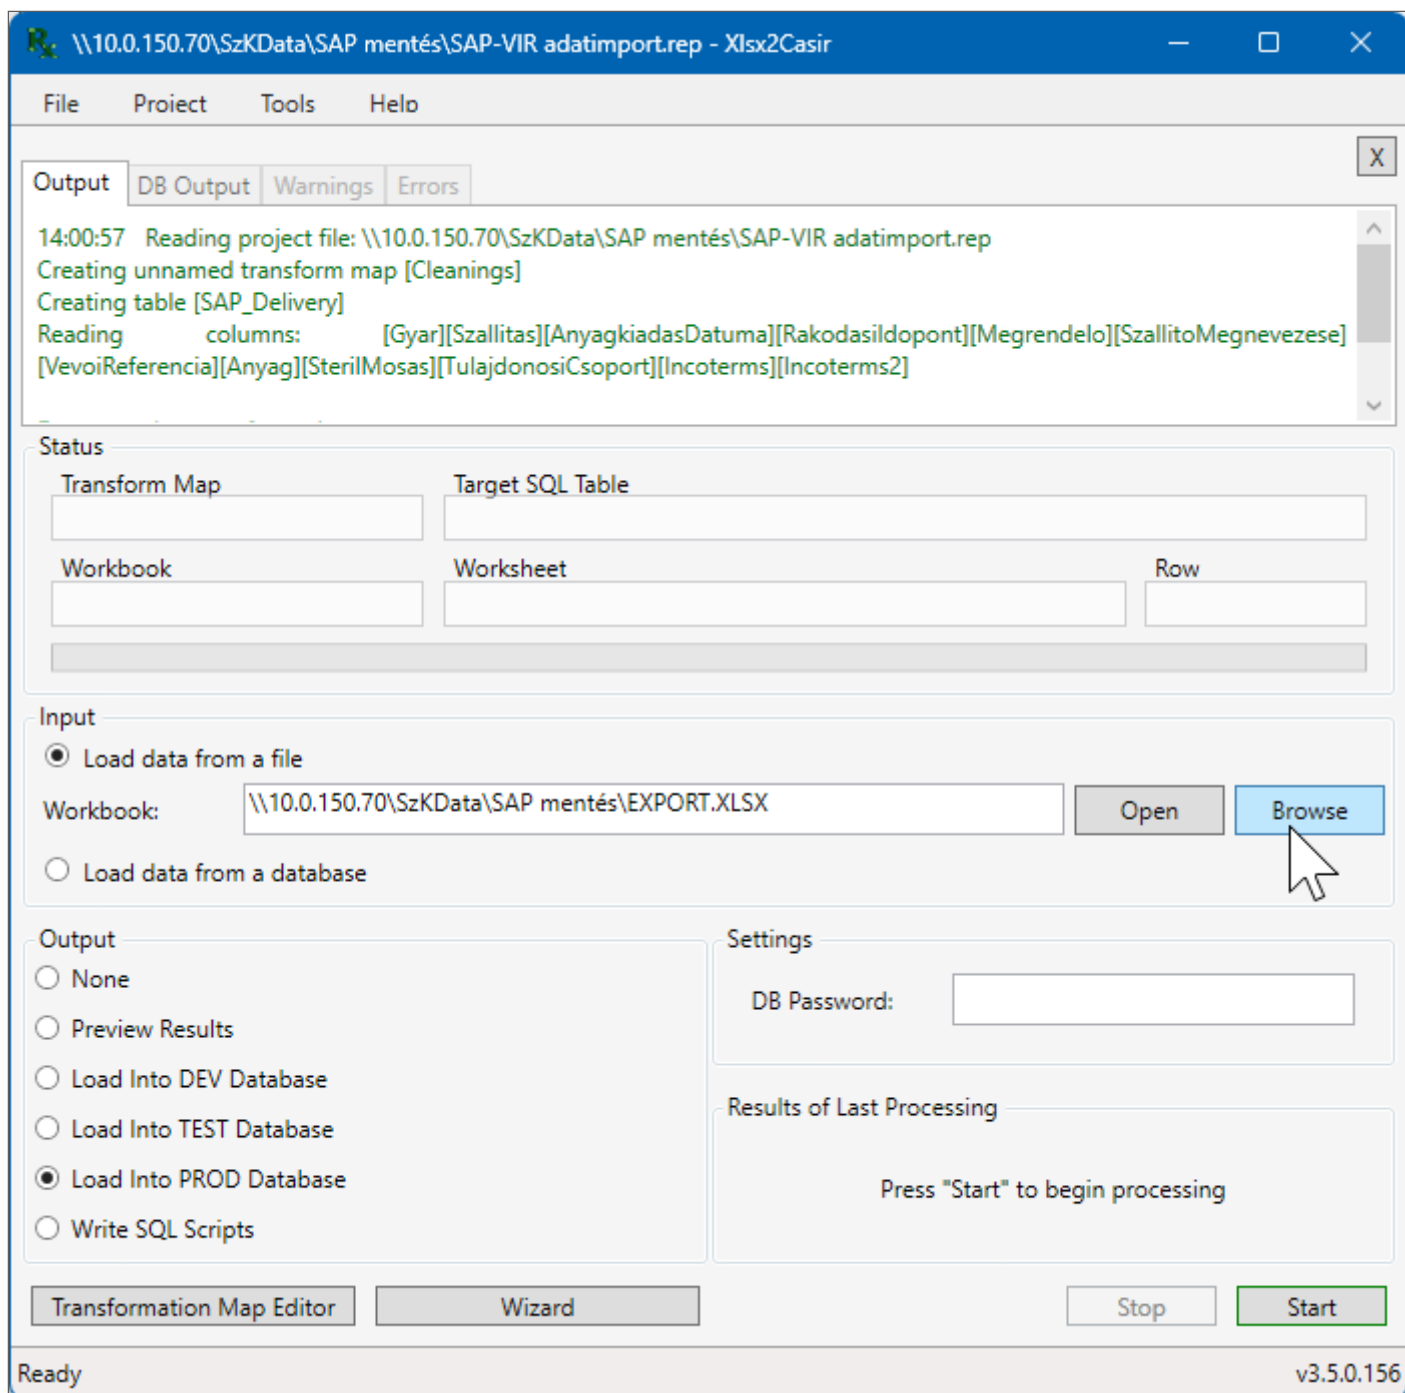 \\10.0.150.70\SzKData\SAP mentés\SAP-VIR adatimport.rep - Xlsx2Casir
File Project Tools Help
X
Output DB Output Warnings Errors
14:00:57 Reading project file: \\10.0.150.70\SzKData\SAP mentés\SAP-VIR adatimport.rep
Creating unnamed transform map [Cleanings]
Creating table [SAP_Delivery]
Reading columns: [Gyar][Szallitas][AnyagkiadasDatuma][RakodasiIdopont][Megrendelo][SzallitoMegnevezese]
[VevoiReferencia][Anyag][SterilMosas][TulajdonosiCsoport][Incoterms][Incoterms2]
Status
Transform Map Target SQL Table
Workbook Worksheet Row
Input
Load data from a file
Workbook: \\10.0.150.70\SzKData\SAP mentés\EXPORT.XLSX Open Browse
Load data from a database
Output
None
Preview Results
Load Into DEV Database
Load Into TEST Database
Load Into PROD Database
Write SQL Scripts
Settings
DB Password:
Results of Last Processing
Press "Start" to begin processing
Transformation Map Editor Wizard Stop Start
Ready v3.5.0.156